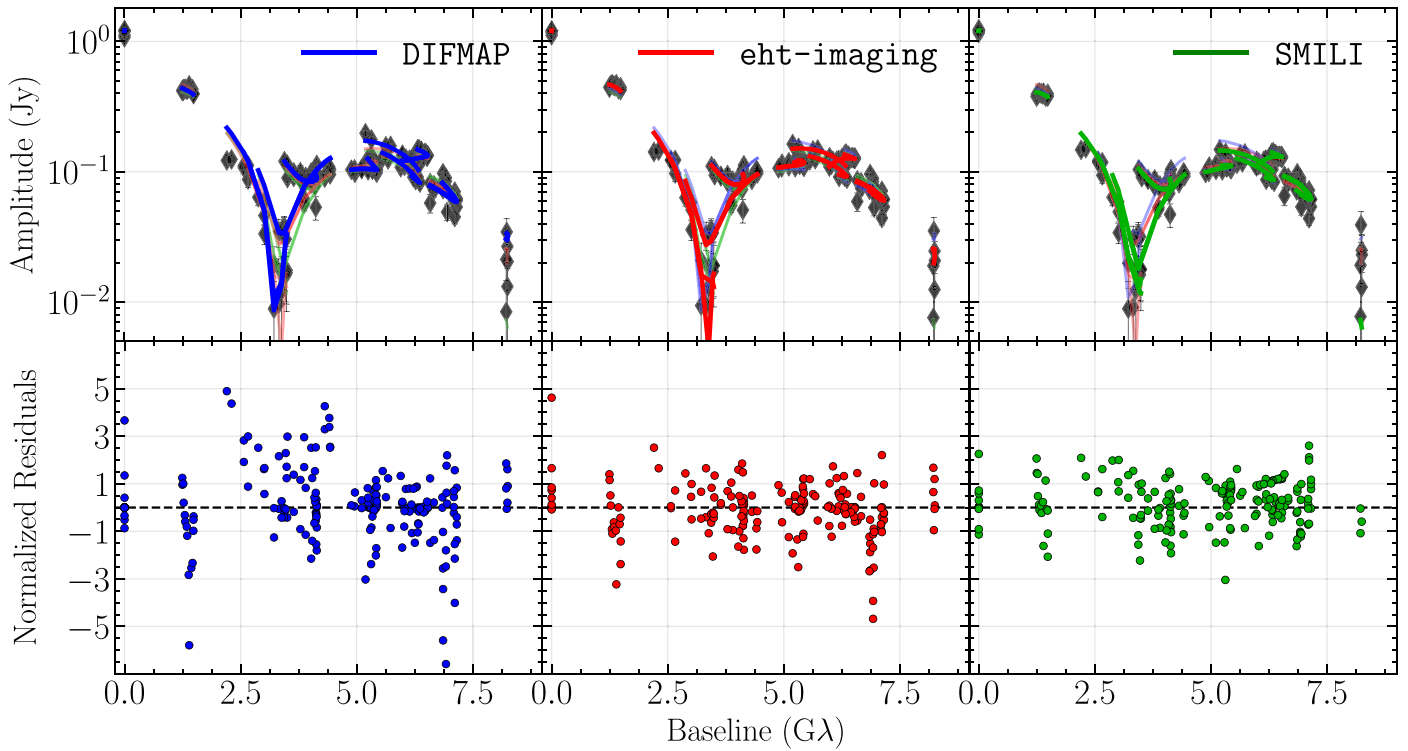 Amplitude (Jy)
10⁰
10⁻¹
10⁻²
DIFMAP
eht-imaging
SMILI
Normalized Residuals
5
3
1
−1
−3
−5
0.0 2.5 5.0 7.5 0.0 2.5 5.0 7.5 0.0 2.5 5.0 7.5
Baseline (Gλ)